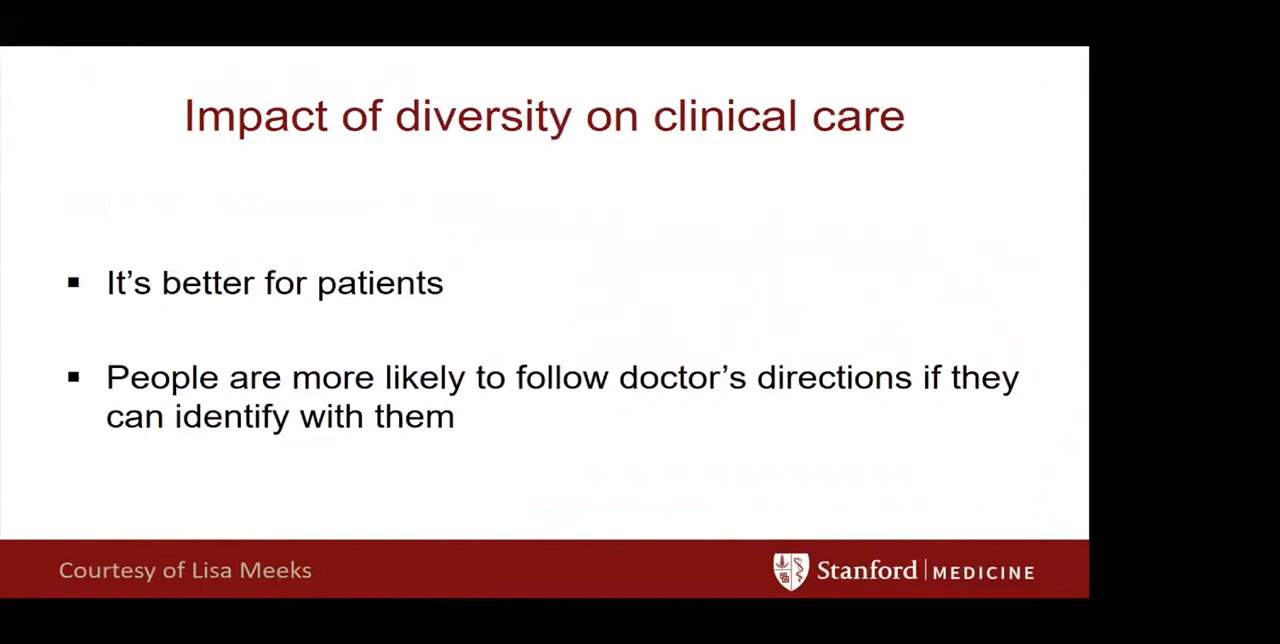 Impact of diversity on clinical care
▪ It’s better for patients
▪ People are more likely to follow doctor’s directions if they
can identify with them
Courtesy of Lisa Meeks
Stanford | MEDICINE